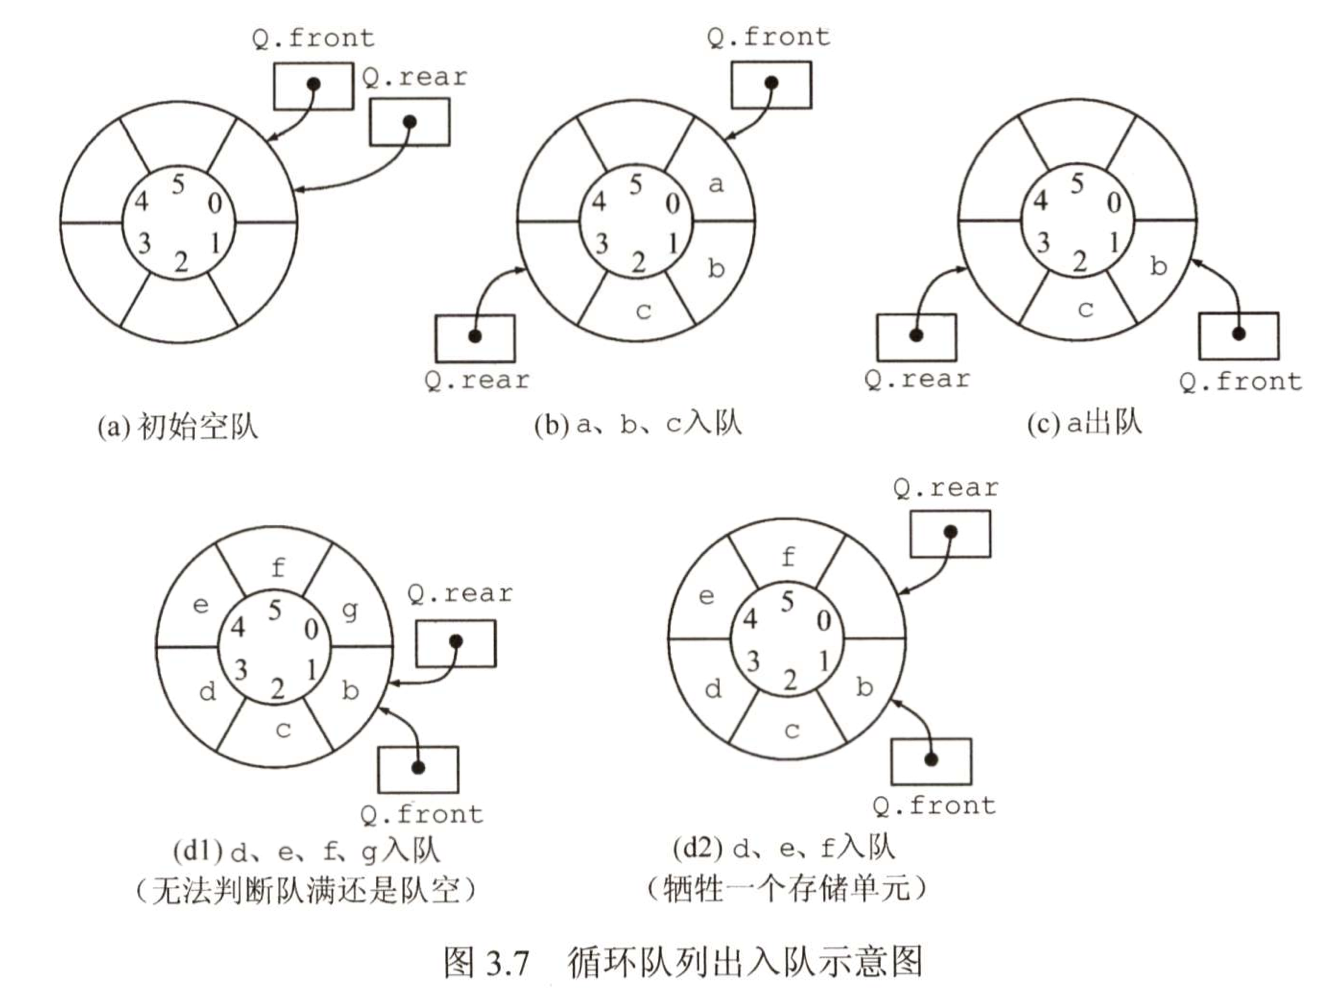 Q.front
Q.rear
5
4 0
3 1
2
(a) 初始空队
Q.front
5
4 0 a
3 1
2 b
c
Q.rear
(b) a、b、c入队
5
4 0
3 1
2 b
c
Q.rear
Q.front
(c) a出队
f
e 5 g
4 0
3 1
d 2 b
c
Q.rear
Q.front
(d1) d、e、f、g入队
（无法判断队满还是队空）
Q.rear
f
e 5
4 0
3 1
d 2 b
c
Q.front
(d2) d、e、f入队
（牺牲一个存储单元）
图 3.7 循环队列出入队示意图